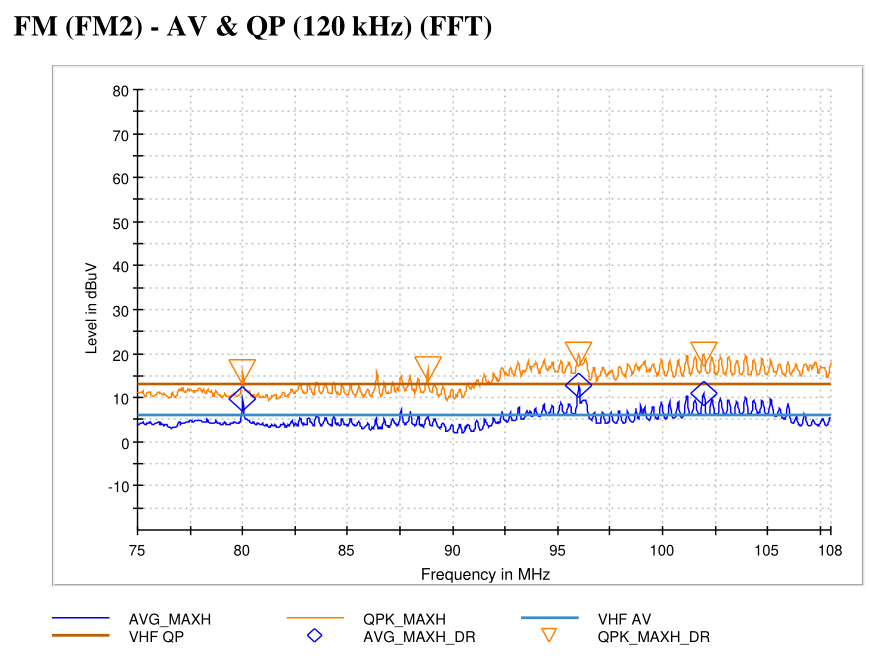 FM (FM2) - AV & QP (120 kHz) (FFT)
80
70
60
50
40
30
20
10
0
-10
Level in dBuV
75 80 85 90 95 100 105 108
Frequency in MHz
AVG_MAXH QPK_MAXH VHF AV
VHF QP AVG_MAXH_DR QPK_MAXH_DR